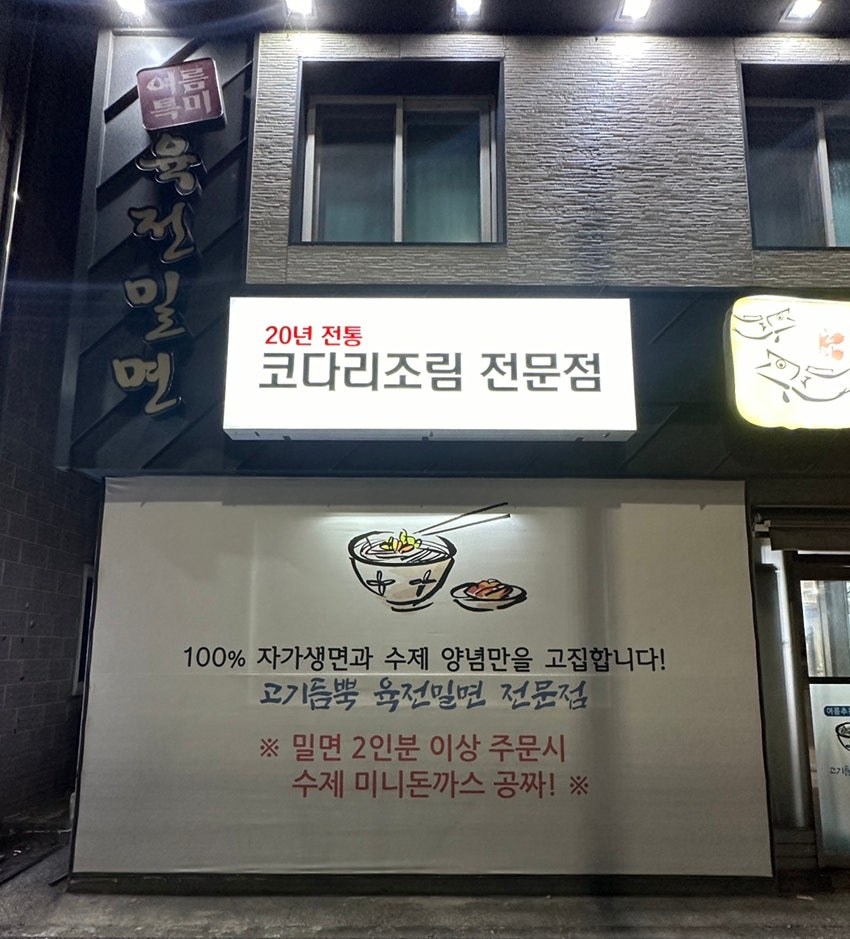 여름
특미
육전밀면
20년 전통
코다리조림 전문점
100% 자가생면과 수제 양념만을 고집합니다!
고기듬뿍 육전밀면 전문점
※ 밀면 2인분 이상 주문시
수제 미니돈까스 공짜! ※